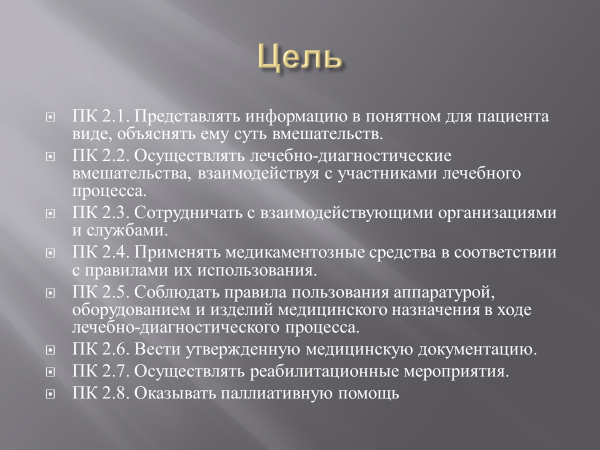 Цель
ПК 2.1. Представлять информацию в понятном для пациента
виде, объяснять ему суть вмешательств.
ПК 2.2. Осуществлять лечебно-диагностические
вмешательства, взаимодействуя с участниками лечебного
процесса.
ПК 2.3. Сотрудничать с взаимодействующими организациями
и службами.
ПК 2.4. Применять медикаментозные средства в соответствии
с правилами их использования.
ПК 2.5. Соблюдать правила пользования аппаратурой,
оборудованием и изделий медицинского назначения в ходе
лечебно-диагностического процесса.
ПК 2.6. Вести утвержденную медицинскую документацию.
ПК 2.7. Осуществлять реабилитационные мероприятия.
ПК 2.8. Оказывать паллиативную помощь